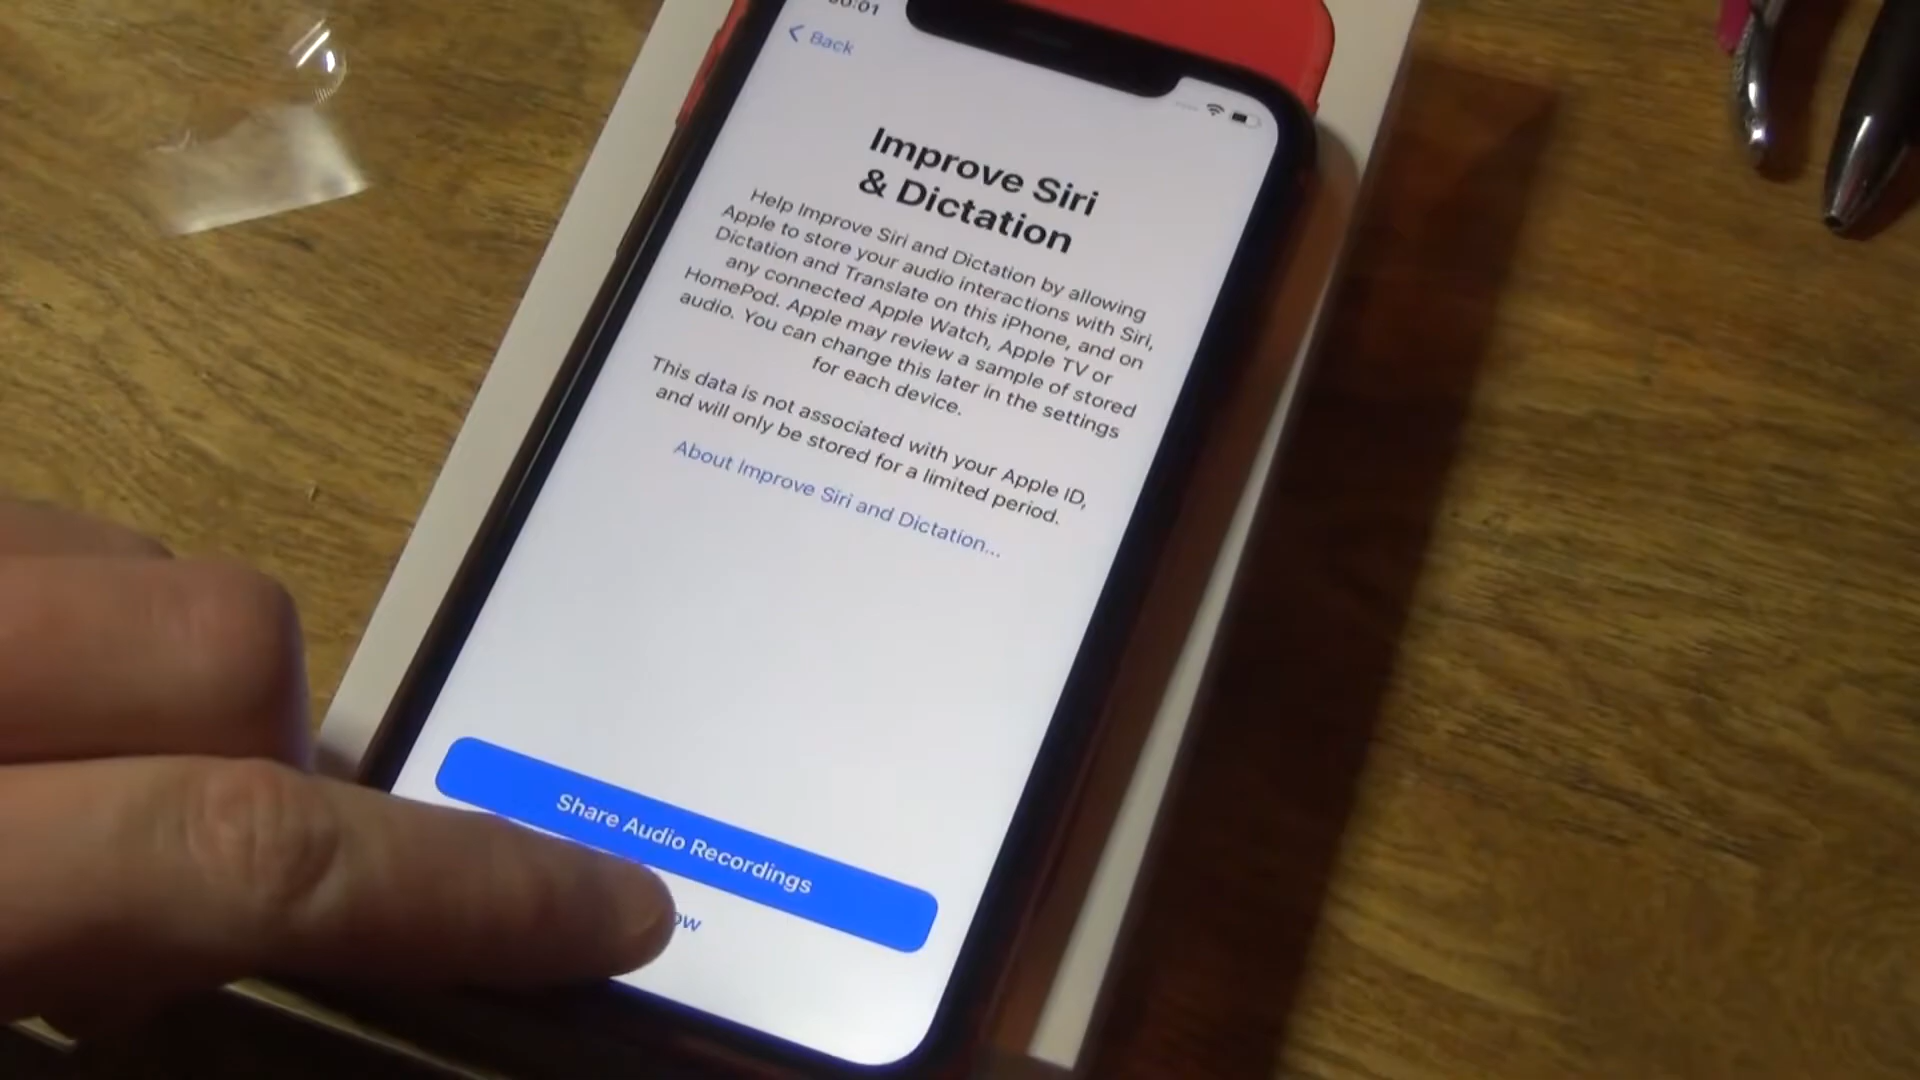 Back
Improve Siri
& Dictation
Help Improve Siri and Dictation by allowing
Apple to store your audio interactions with Siri,
Dictation and Translate on this iPhone, and on
any connected Apple Watch, Apple TV or
HomePod. Apple may review a sample of stored
audio. You can change this later in the settings
for each device.
This data is not associated with your Apple ID,
and will only be stored for a limited period.
About Improve Siri and Dictation...
Share Audio Recordings